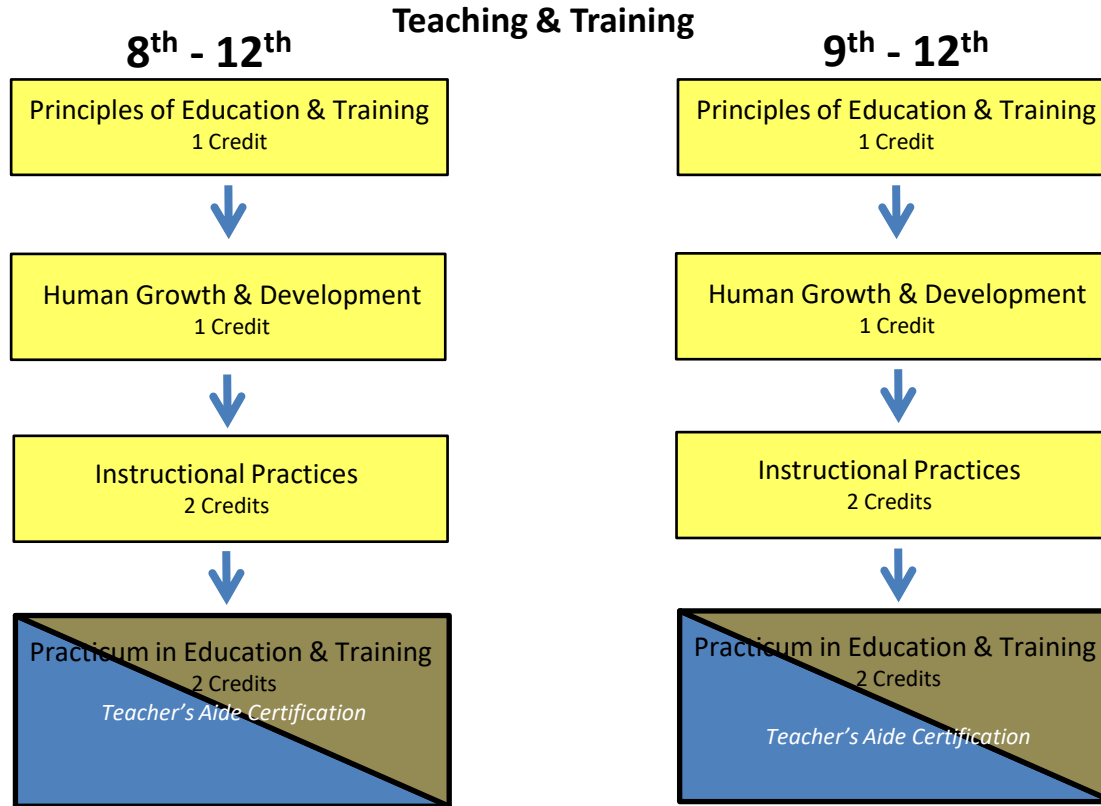 Teaching & Training
8th - 12th
Principles of Education & Training
1 Credit
Human Growth & Development
1 Credit
Instructional Practices
2 Credits
Practicum in Education & Training
2 Credits
Teacher’s Aide Certification
9th - 12th
Principles of Education & Training
1 Credit
Human Growth & Development
1 Credit
Instructional Practices
2 Credits
Practicum in Education & Training
2 Credits
Teacher’s Aide Certification